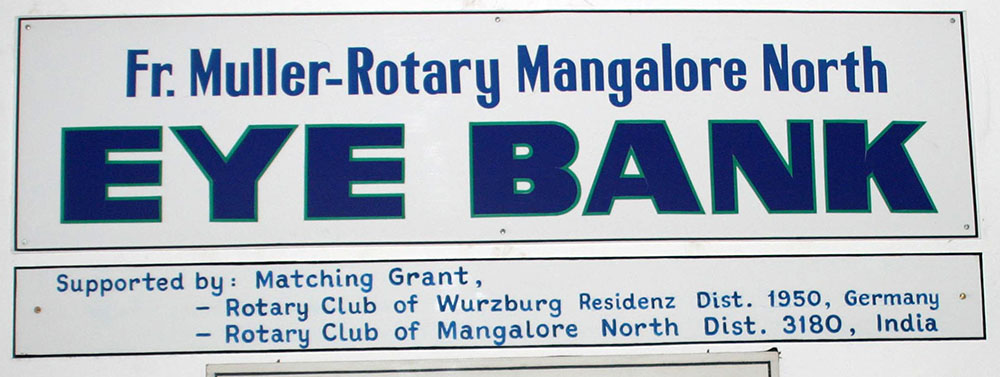 Fr. Muller-Rotary Mangalore North
EYE BANK
Supported by: Matching Grant,
- Rotary Club of Wurzburg Residenz Dist. 1950, Germany
- Rotary Club of Mangalore North Dist. 3180, India